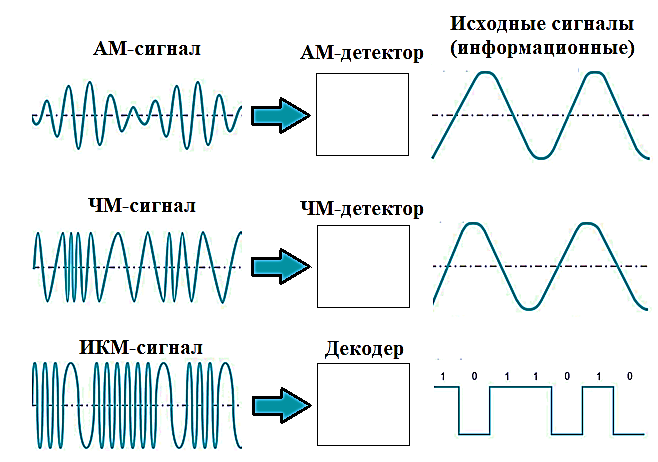 Исходные сигналы
(информационные)
АМ-сигнал
АМ-детектор
ЧМ-сигнал
ЧМ-детектор
ИКМ-сигнал
Декодер
1 0 1 1 0 1 0